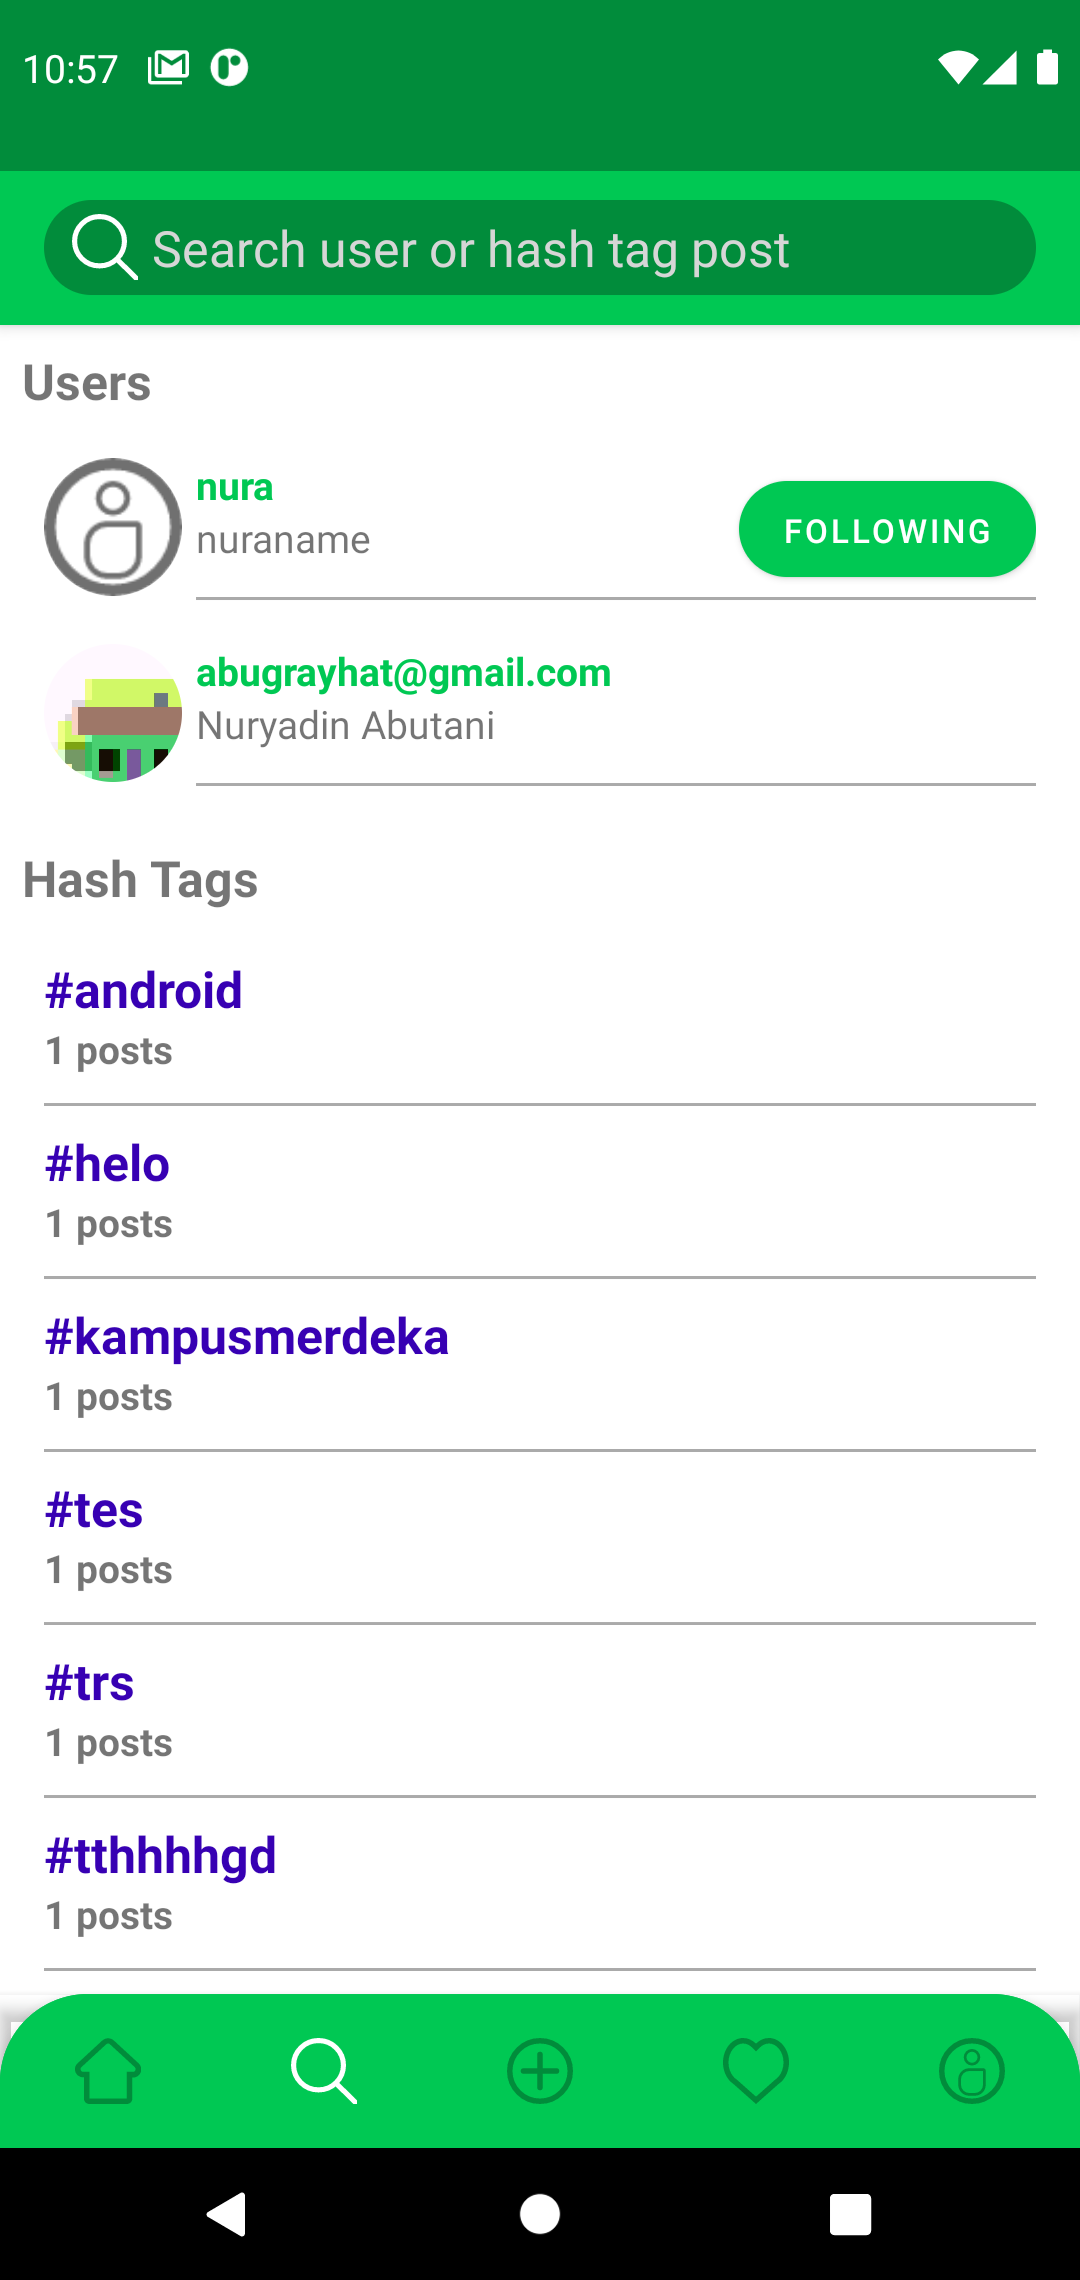 10:57
Search user or hash tag post
Users
nura
nuraname
FOLLOWING
abugrayhat@gmail.com
Nuryadin Abutani
Hash Tags
#android
1 posts
#helo
1 posts
#kampusmerdeka
1 posts
#tes
1 posts
#trs
1 posts
#tthhhhgd
1 posts